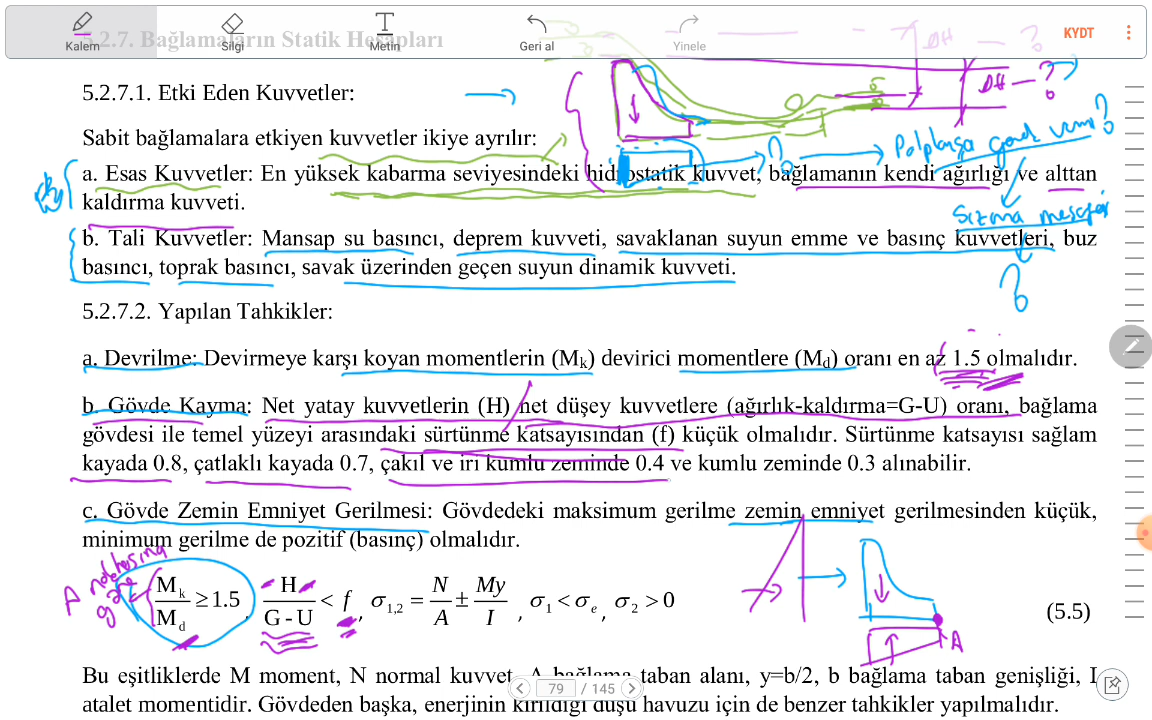 5.2.7. Bağlamaların Statik Hesapları
Kalem Silgi Metin Geri al Yinele KYDT
ΔH — ?
ΔH — ?
5.2.7.1. Etki Eden Kuvvetler:
Sabit bağlamalara etkiyen kuvvetler ikiye ayrılır:
?
a. Esas Kuvvetler: En yüksek kabarma seviyesindeki hidrostatik kuvvet, bağlamanın kendi ağırlığı ve alttan
kaldırma kuvveti.
Sızma
b. Tali Kuvvetler: Mansap su basıncı, deprem kuvveti, savaklanan suyun emme ve basınç kuvvetleri, buz
basıncı, toprak basıncı, savak üzerinden geçen suyun dinamik kuvveti.
?
5.2.7.2. Yapılan Tahkikler:
a. Devrilme: Devirmeye karşı koyan momentlerin (Mk) devirici momentlere (Md) oranı en az 1.5 olmalıdır.
b. Gövde Kayma: Net yatay kuvvetlerin (H) net düşey kuvvetlere (ağırlık-kaldırma=G-U) oranı, bağlama
gövdesi ile temel yüzeyi arasındaki sürtünme katsayısından (f) küçük olmalıdır. Sürtünme katsayısı sağlam
kayada 0.8, çatlaklı kayada 0.7, çakıl ve iri kumlu zeminde 0.4 ve kumlu zeminde 0.3 alınabilir.
c. Gövde Zemin Emniyet Gerilmesi: Gövdedeki maksimum gerilme zemin emniyet gerilmesinden küçük,
minimum gerilme de pozitif (basınç) olmalıdır.
A noktasına
göre
Mk/Md ≥ 1.5, H/(G - U) < f, σ1,2 = N/A ± My/I, σ1 < σe, σ2 > 0 (5.5)
A
Bu eşitliklerde M moment, N normal kuvvet, A bağlama taban alanı, y=b/2, b bağlama taban genişliği, I
79 / 145
atalet momentidir. Gövdeden başka, enerjinin kırıldığı düşü havuzu için de benzer tahkikler yapılmalıdır.